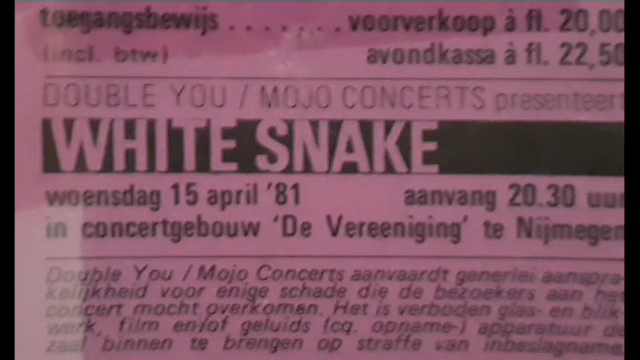 toegangsbewijs . . . . . . . voorverkoop à fl. 20,00
(incl. btw) avondkassa à fl. 22,50
DOUBLE YOU / MOJO CONCERTS presenteert
WHITE SNAKE
woensdag 15 april '81 aanvang 20.30 uur
in concertgebouw 'De Vereeniging' te Nijmegen
Double You / Mojo Concerts aanvaardt generlei aanspra-
kelijkheid voor enige schade die de bezoekers aan het
concert mocht overkomen. Het is verboden glas- en blik-
werk, film en/of geluids (cq. opname-) apparatuur de
zaal binnen te brengen op straffe van inbeslagname